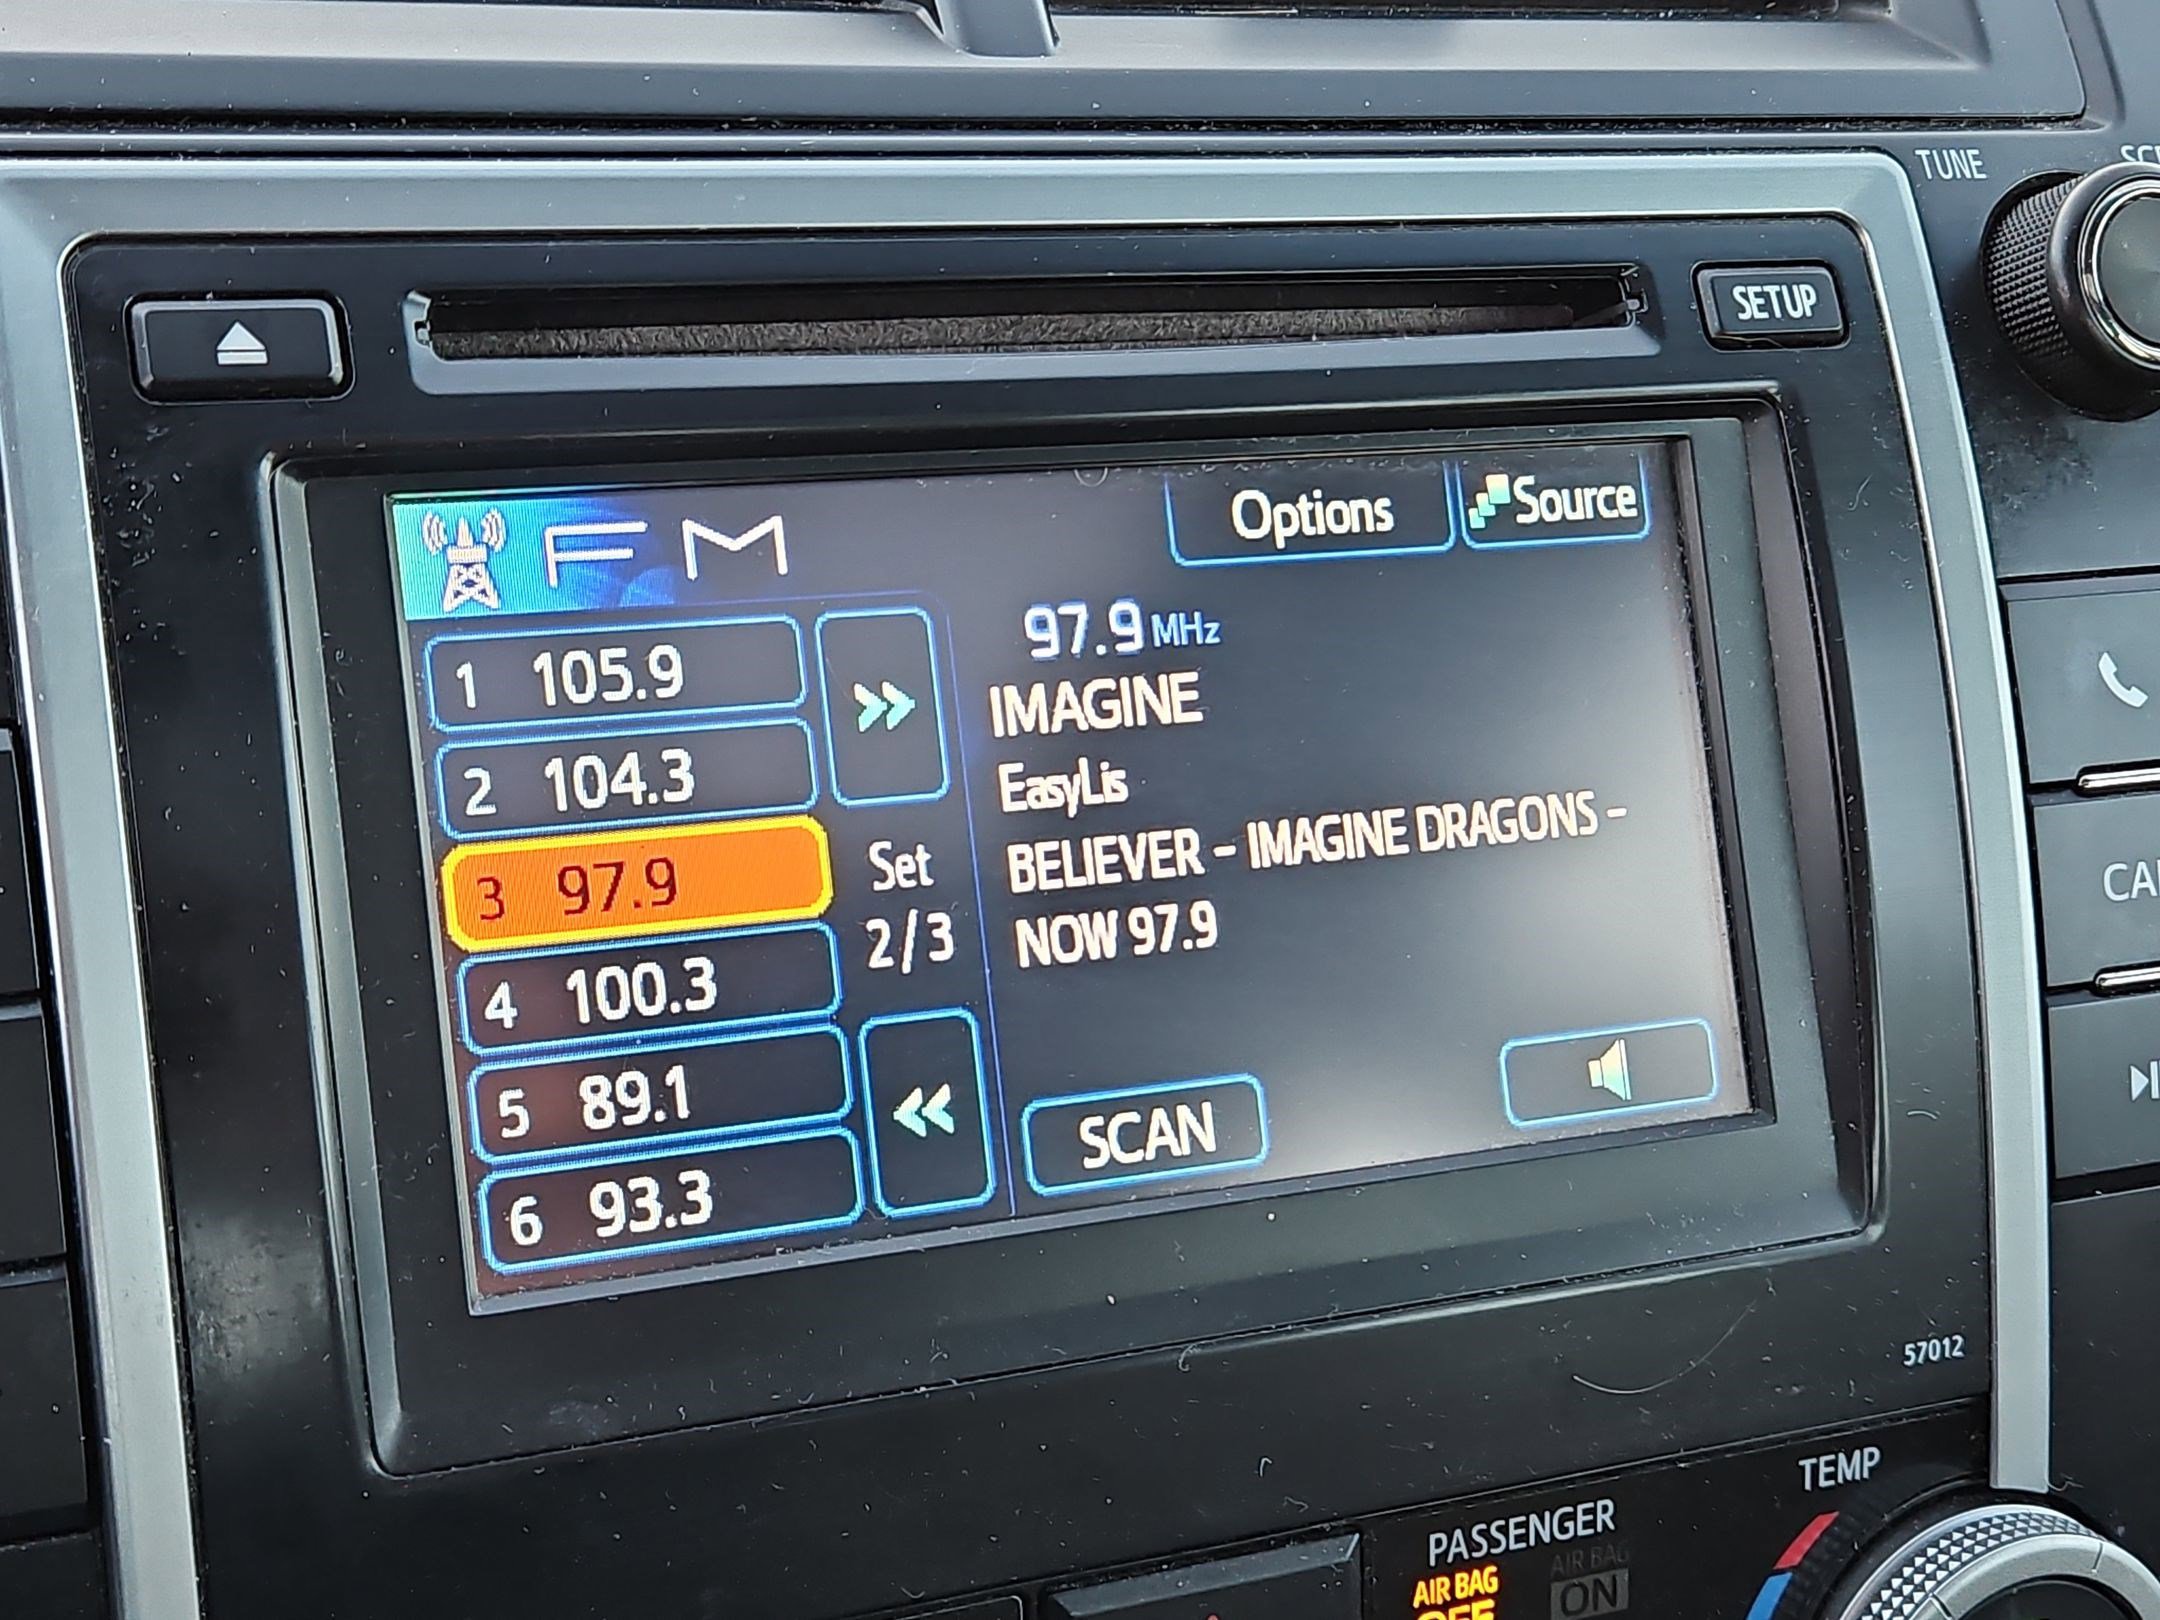 TUNE
SETUP
FM
Options
Source
97.9 MHz
IMAGINE
EasyLis
BELIEVER - IMAGINE DRAGONS -
NOW 97.9
1 105.9
2 104.3
3 97.9
4 100.3
5 89.1
6 93.3
Set
2/3
SCAN
57012
TEMP
PASSENGER
AIR BAG
OFF
AIR BAG
ON